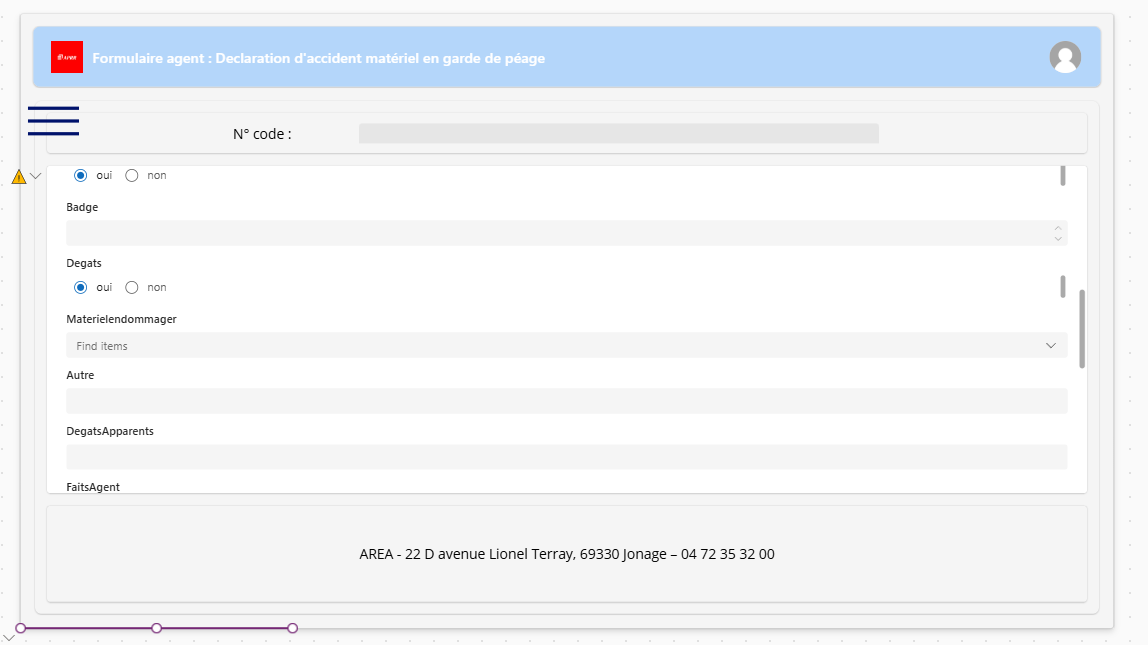 Formulaire agent : Declaration d'accident matériel en garde de péage
N° code :
oui non
Badge
Degats
oui non
Materielendommager
Find items
Autre
DegatsApparents
FaitsAgent
AREA - 22 D avenue Lionel Terray, 69330 Jonage – 04 72 35 32 00